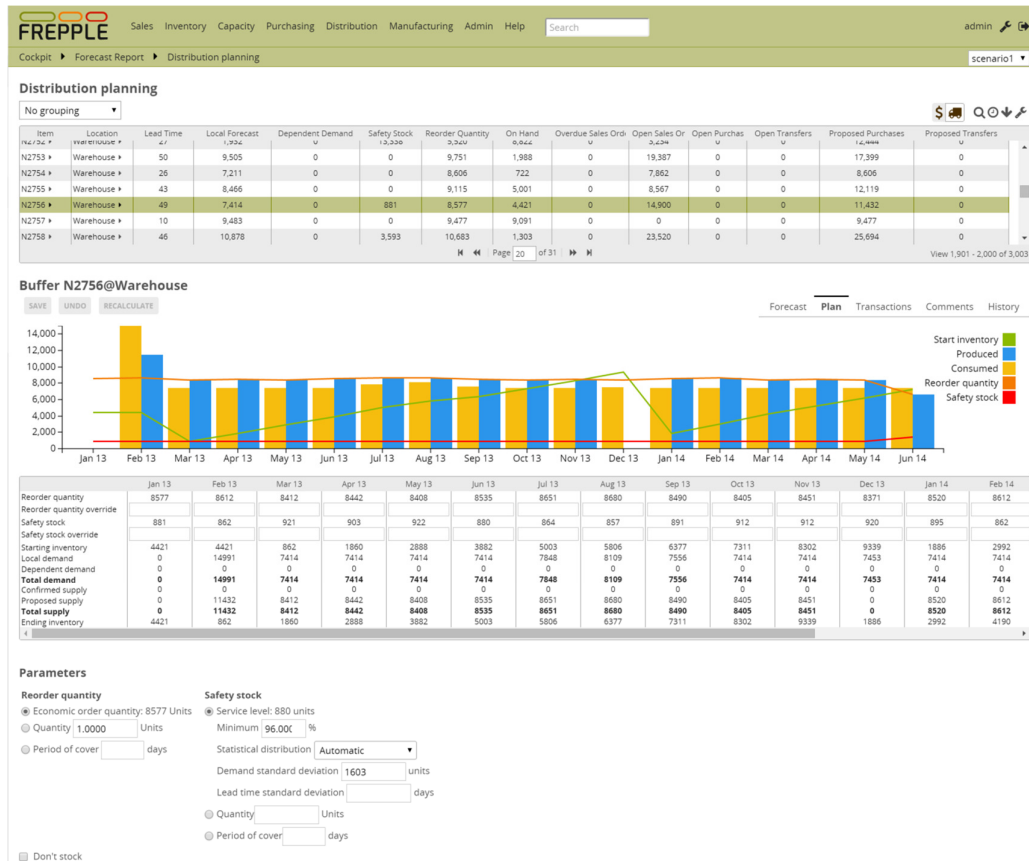 FREPPLE Sales Inventory Capacity Purchasing Distribution Manufacturing Admin Help Search admin
Cockpit Forecast Report Distribution planning scenario1
Distribution planning
No grouping
$
Item Location Lead Time Local Forecast Dependent Demand Safety Stock Reorder Quantity On Hand Overdue Sales Orde Open Sales Or Open Purchas Open Transfers Proposed Purchases Proposed Transfers
N2752 Warehouse 27 1,952 0 13,338 5,520 8,822 0 3,234 0 0 12,444 0
N2753 Warehouse 50 9,505 0 0 9,751 1,988 0 19,387 0 0 17,399 0
N2754 Warehouse 26 7,211 0 0 8,606 722 0 7,862 0 0 8,606 0
N2755 Warehouse 43 8,466 0 0 9,115 5,001 0 8,567 0 0 12,119 0
N2756 Warehouse 49 7,414 0 881 8,577 4,421 0 14,900 0 0 11,432 0
N2757 Warehouse 10 9,483 0 0 9,477 9,091 0 0 0 0 9,477 0
N2758 Warehouse 46 10,878 0 3,593 10,683 1,303 0 23,520 0 0 25,694 0
Page 20 of 31 View 1,901 - 2,000 of 3,003
Buffer N2756@Warehouse
SAVE UNDO RECALCULATE Forecast Plan Transactions Comments History
14,000
12,000
10,000
8,000
6,000
4,000
2,000
0
Start inventory
Produced
Consumed
Reorder quantity
Safety stock
Jan 13 Feb 13 Mar 13 Apr 13 May 13 Jun 13 Jul 13 Aug 13 Sep 13 Oct 13 Nov 13 Dec 13 Jan 14 Feb 14 Mar 14 Apr 14 May 14 Jun 14
Jan 13 Feb 13 Mar 13 Apr 13 May 13 Jun 13 Jul 13 Aug 13 Sep 13 Oct 13 Nov 13 Dec 13 Jan 14 Feb 14
Reorder quantity 8577 8612 8412 8442 8408 8535 8651 8680 8490 8405 8451 8371 8520 8612
Reorder quantity override
Safety stock 881 862 921 903 922 880 864 857 891 912 912 920 895 862
Safety stock override
Starting inventory 4421 4421 862 1860 2888 3882 5003 5806 6377 7311 8302 9339 1886 2992
Local demand 0 14991 7414 7414 7414 7414 7848 8109 7556 7414 7414 7453 7414 7414
Dependent demand 0 0 0 0 0 0 0 0 0 0 0 0 0 0
Total demand 0 14991 7414 7414 7414 7414 7848 8109 7556 7414 7414 7453 7414 7414
Confirmed supply 0 0 0 0 0 0 0 0 0 0 0 0 0 0
Proposed supply 0 11432 8412 8442 8408 8535 8651 8680 8490 8405 8451 0 8520 8612
Total supply 0 11432 8412 8442 8408 8535 8651 8680 8490 8405 8451 0 8520 8612
Ending inventory 4421 862 1860 2888 3882 5003 5806 6377 7311 8302 9339 1886 2992 4190
Parameters
Reorder quantity Safety stock
Economic order quantity: 8577 Units Service level: 880 units
Quantity 1.0000 Units Minimum 96.000 %
Period of cover days Statistical distribution Automatic
Demand standard deviation 1603 units
Lead time standard deviation days
Quantity Units
Period of cover days
Don't stock